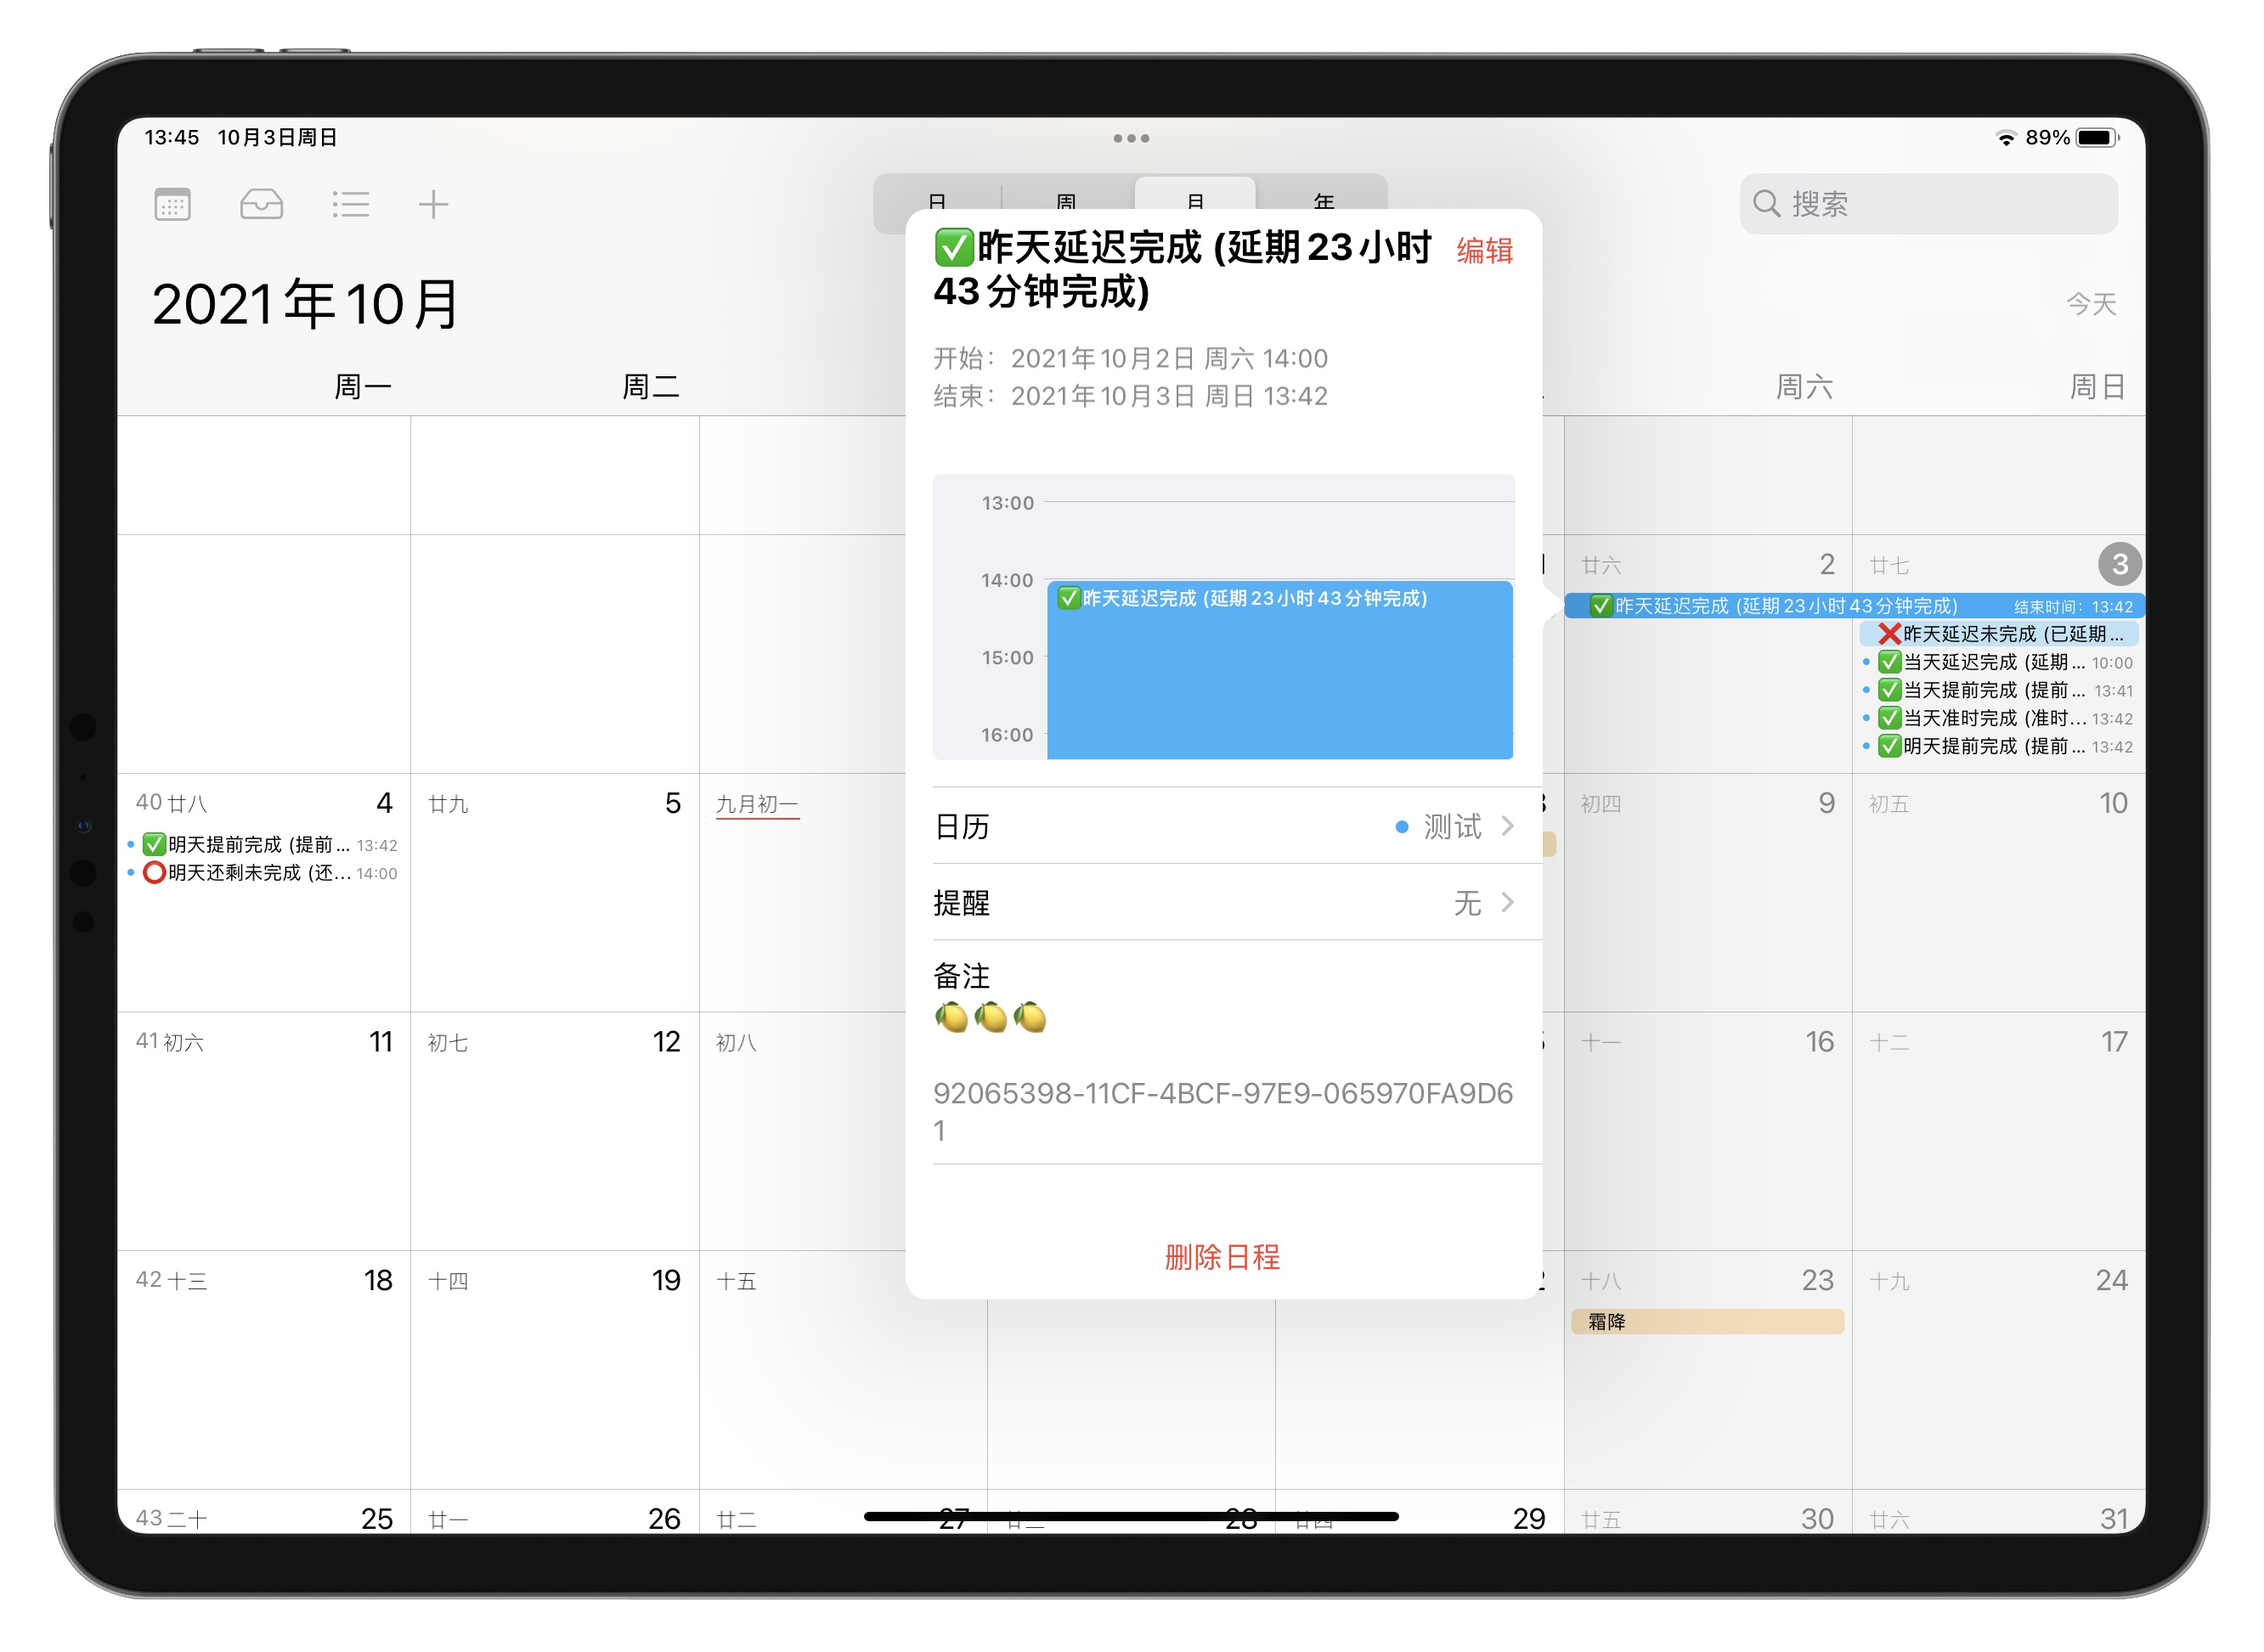 13:45 10月3日周日
89%
日 周 月 年
搜索
2021年10月
今天
周一 周二 周六 周日
✅昨天延迟完成 (延期23小时
43分钟完成)
编辑
开始：2021年10月2日 周六 14:00
结束：2021年10月3日 周日 13:42
13:00
14:00
✅昨天延迟完成 (延期23小时43分钟完成)
15:00
16:00
日历 测试
提醒 无
备注
🍋🍋🍋
92065398-11CF-4BCF-97E9-065970FA9D6
1
删除日程
廿六 2 廿七 3
✅昨天延迟完成 (延期23小时43分钟完成) 结束时间：13:42
❌昨天延迟未完成 (已延期...
✅当天延迟完成 (延期... 10:00
✅当天提前完成 (提前... 13:41
✅当天准时完成 (准时... 13:42
✅明天提前完成 (提前... 13:42
40 廿八 4 廿九 5 九月初一 初四 9 初五 10
✅明天提前完成 (提前... 13:42
⭕明天还剩未完成 (还... 14:00
41 初六 11 初七 12 初八 十一 16 十二 17
42 十三 18 十四 19 十五 十八 23 十九 24
霜降
43 二十 25 廿一 26 廿二 27 28 29 廿五 30 廿六 31